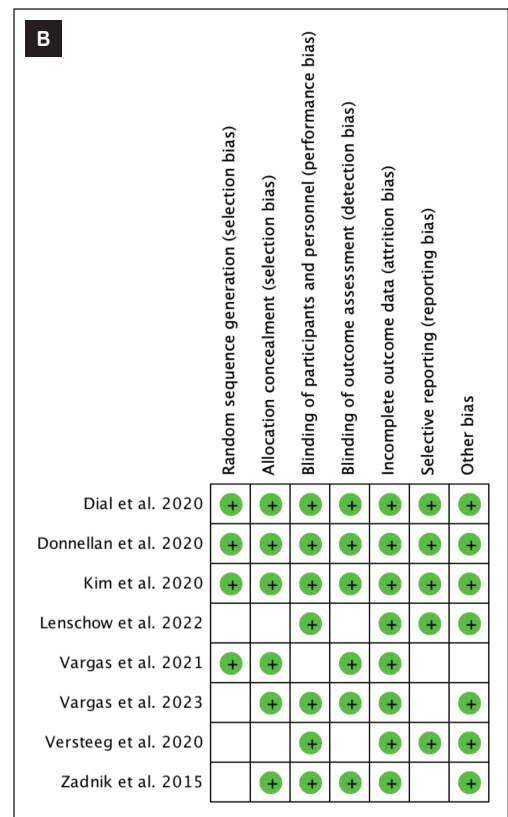 B
Random sequence generation (selection bias)
Allocation concealment (selection bias)
Blinding of participants and personnel (performance bias)
Blinding of outcome assessment (detection bias)
Incomplete outcome data (attrition bias)
Selective reporting (reporting bias)
Other bias
Dial et al. 2020 + + + + + + +
Donnellan et al. 2020 + + + + + + +
Kim et al. 2020 + + + + + + +
Lenschow et al. 2022 + + + +
Vargas et al. 2021 + + + +
Vargas et al. 2023 + + + + +
Versteeg et al. 2020 + + + +
Zadnik et al. 2015 + + + + +